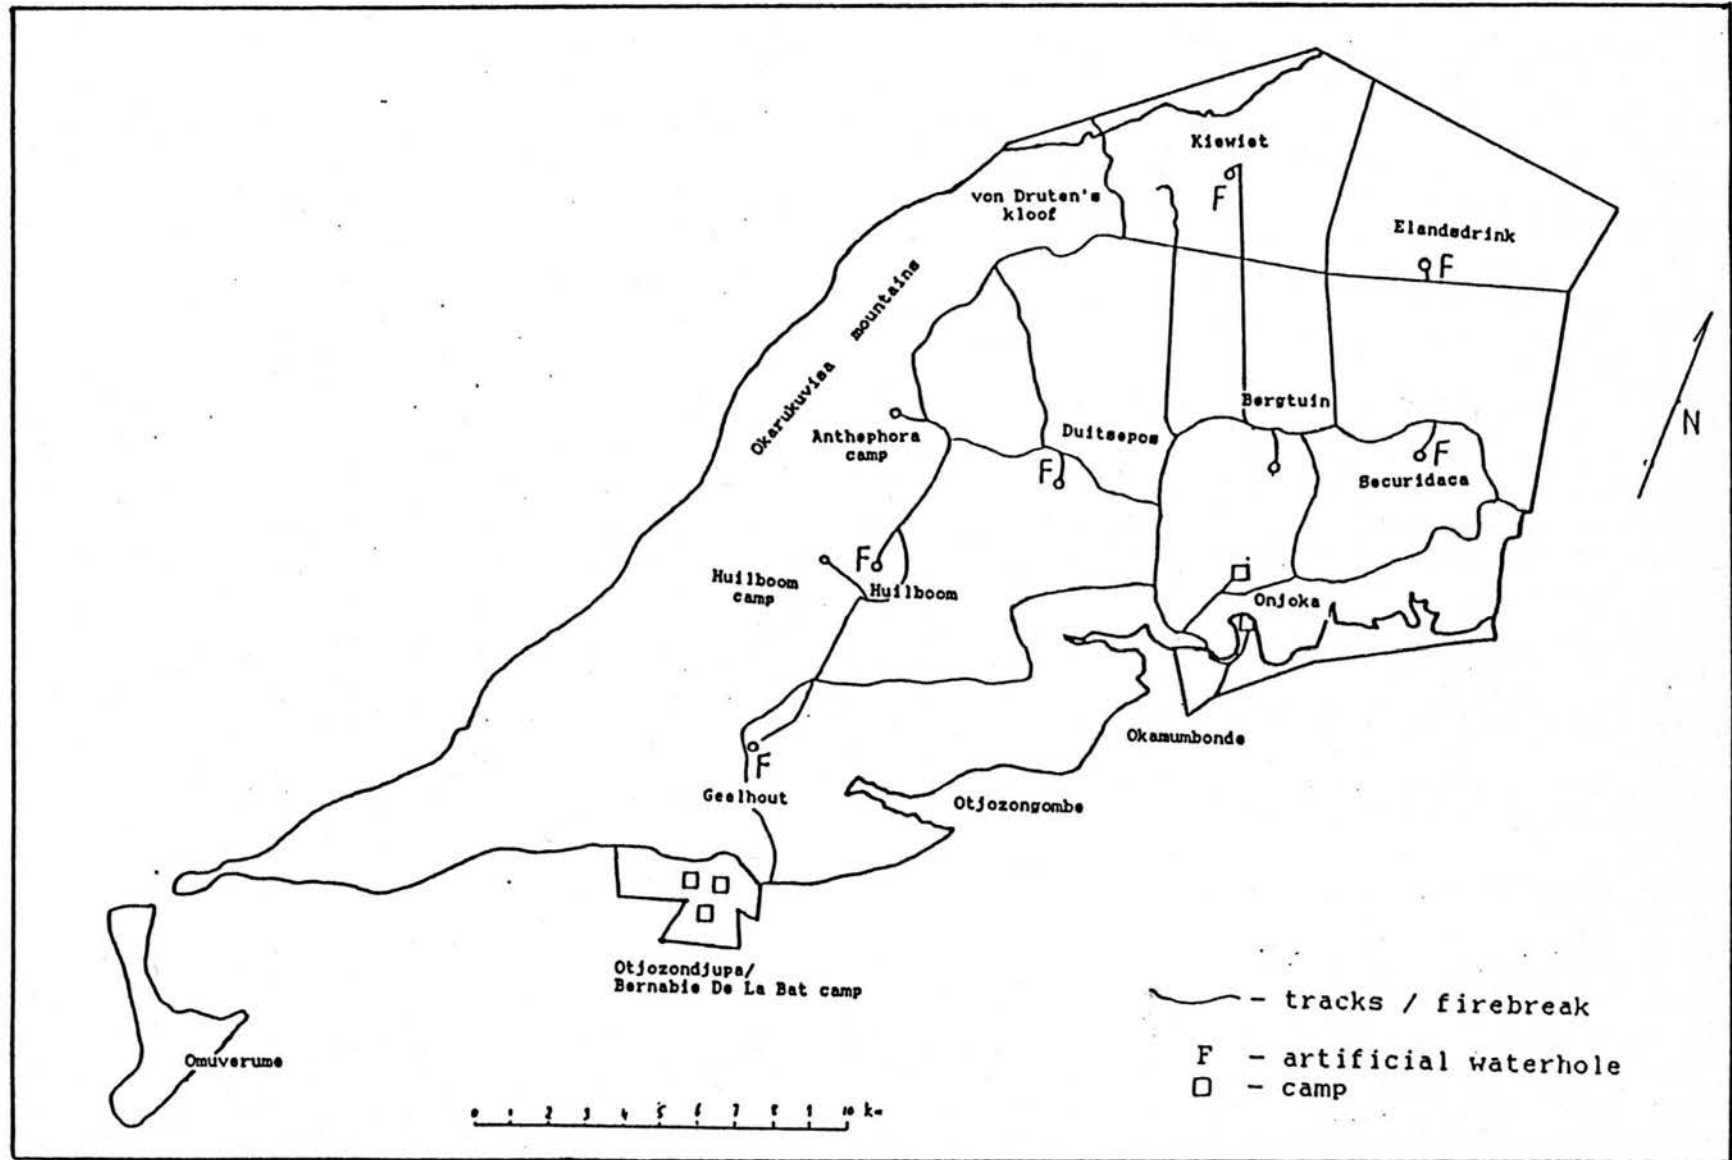 Kiewiet
F
von Druten's
kloof
Elandsdrink
F
Okarukuvisa mountains
N
Bergtuin
Anthephora
camp
Duitsepos
F
F
Securidaca
F
Huilboom
camp
Huilboom
Onjoka
Okamumbonde
F
Geelhout
Otjozongombe
Otjozondjupa/
Bernabie De La Bat camp
Omuverume
- tracks / firebreak
F - artificial waterhole
- camp
0 1 2 3 4 5 6 7 8 9 10 km